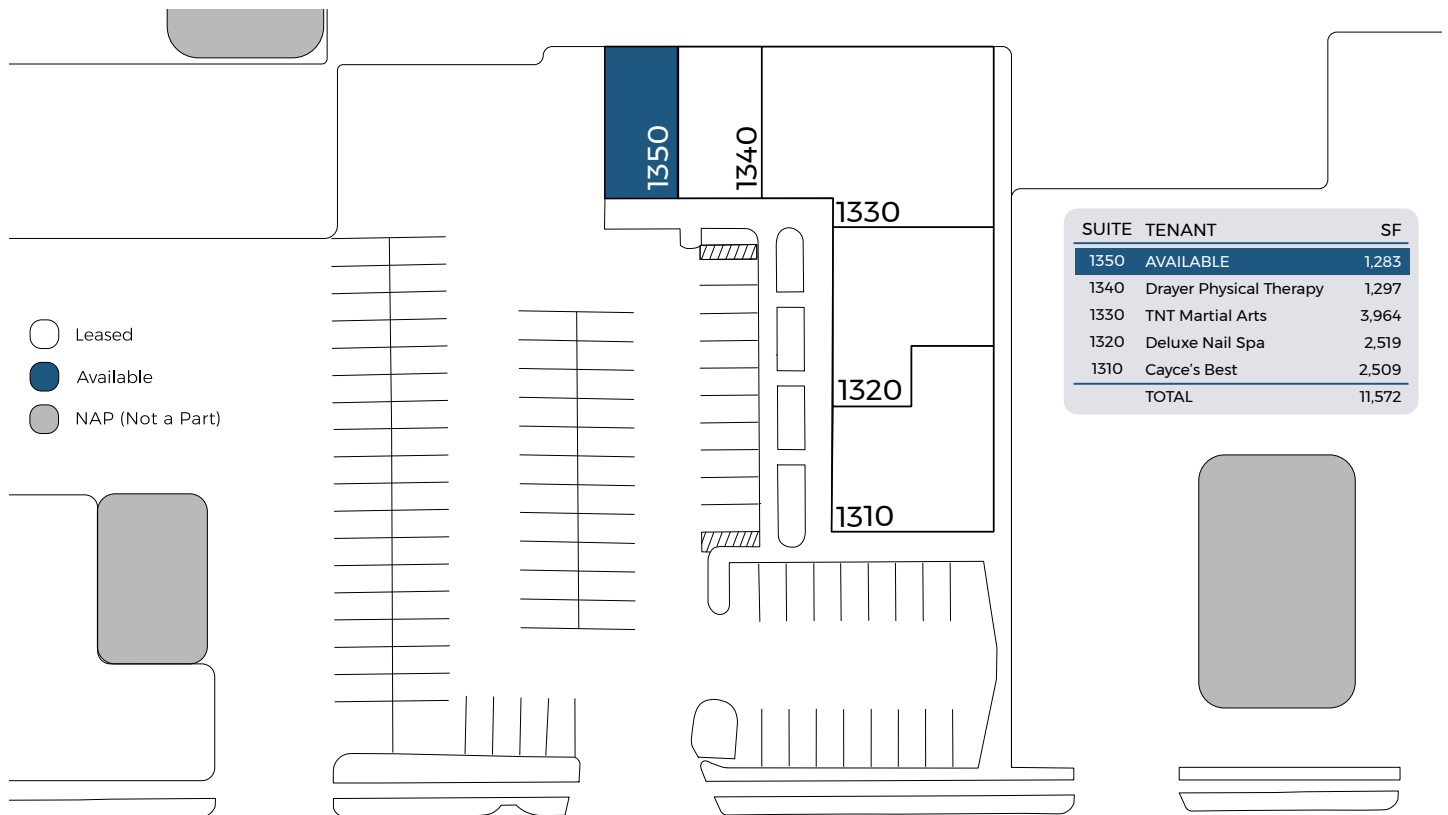 1350
1340
1330
1320
1310
SUITE TENANT SF
1350 AVAILABLE 1,283
1340 Drayer Physical Therapy 1,297
1330 TNT Martial Arts 3,964
1320 Deluxe Nail Spa 2,519
1310 Cayce's Best 2,509
TOTAL 11,572
Leased
Available
NAP (Not a Part)